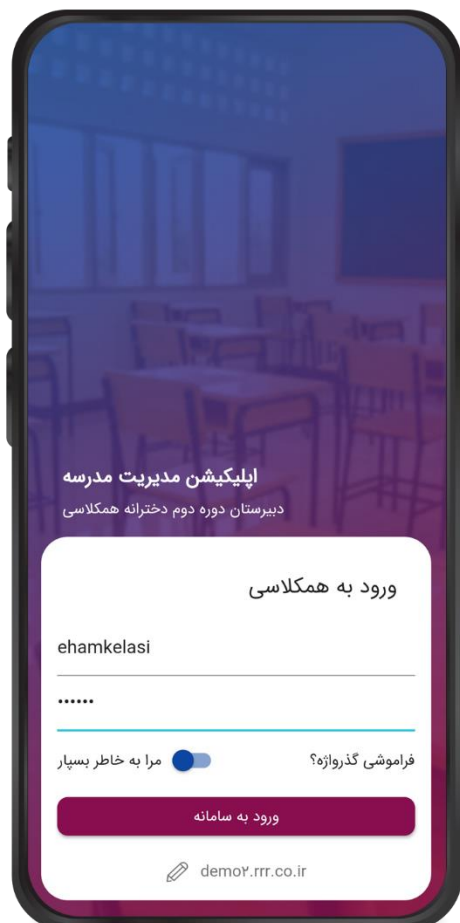 اپلیکیشن مدیریت مدرسه
دبیرستان دوره دوم دخترانه همکلاسی
ورود به همکلاسی
ehamkelasi
••••••
فراموشی گذرواژه؟ مرا به خاطر بسپار
ورود به سامانه
demo۲.rrr.co.ir